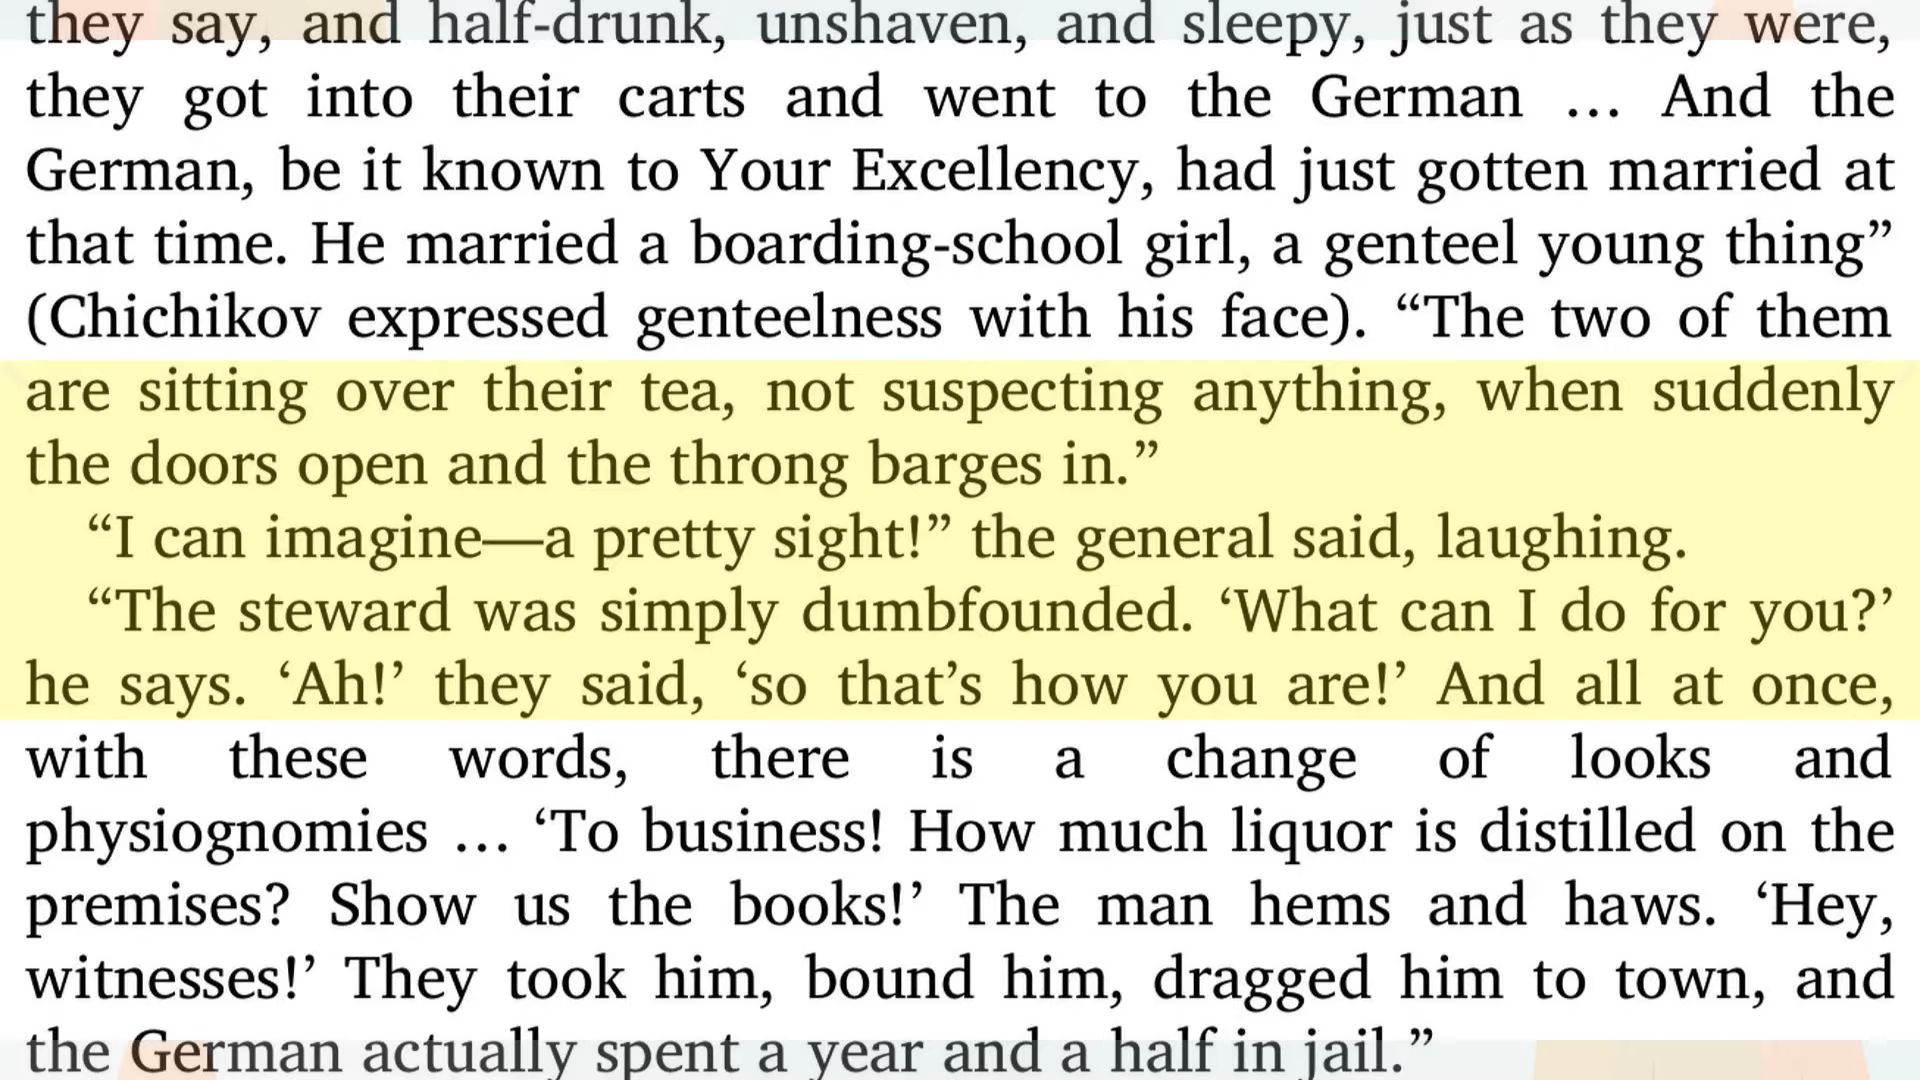 they say, and half-drunk, unshaven, and sleepy, just as they were,
they got into their carts and went to the German … And the
German, be it known to Your Excellency, had just gotten married at
that time. He married a boarding-school girl, a genteel young thing”
(Chichikov expressed genteelness with his face). “The two of them
are sitting over their tea, not suspecting anything, when suddenly
the doors open and the throng barges in.”
“I can imagine—a pretty sight!” the general said, laughing.
“The steward was simply dumbfounded. ‘What can I do for you?’
he says. ‘Ah!’ they said, ‘so that’s how you are!’ And all at once,
with these words, there is a change of looks and
physiognomies … ‘To business! How much liquor is distilled on the
premises? Show us the books!’ The man hems and haws. ‘Hey,
witnesses!’ They took him, bound him, dragged him to town, and
the German actually spent a year and a half in jail.”